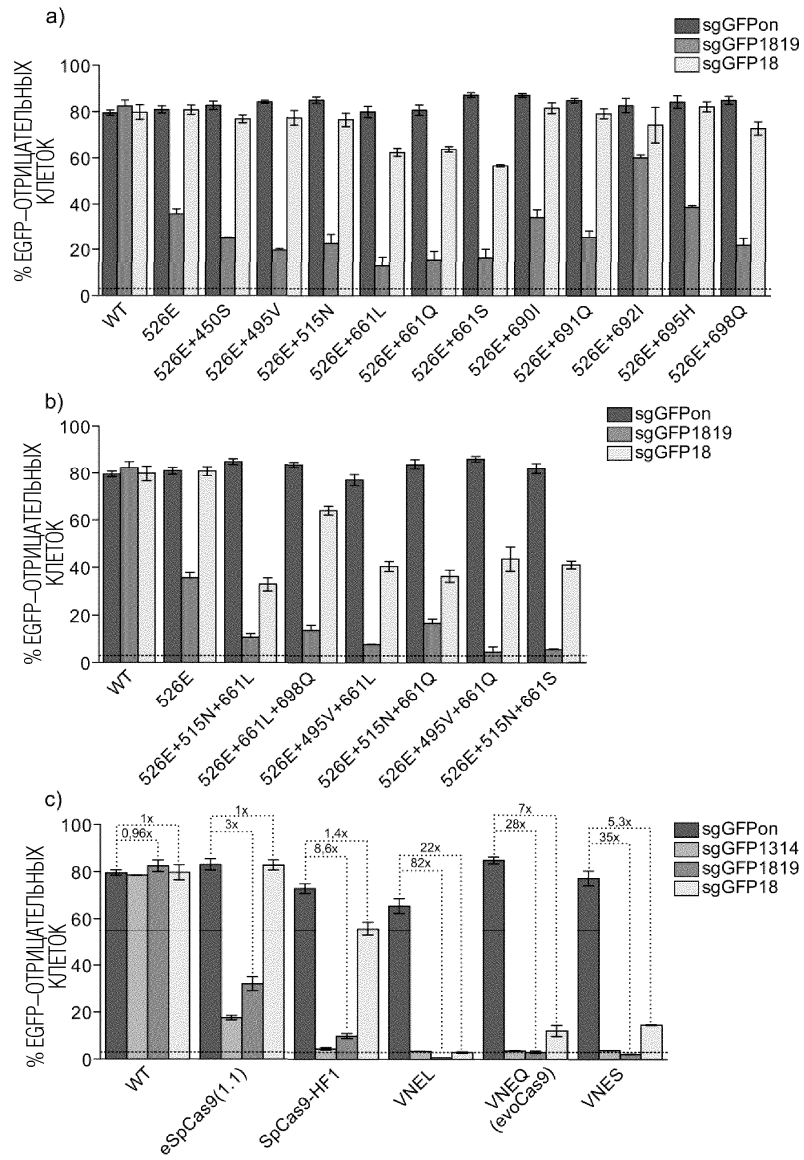 a)
sgGFPon
sgGFP1819
sgGFP18
% EGFP–ОТРИЦАТЕЛЬНЫХ
КЛЕТОК
100
80
60
40
20
0
WT
526E
526E+450S
526E+495V
526E+515N
526E+661L
526E+661Q
526E+661S
526E+690I
526E+691Q
526E+692I
526E+695H
526E+698Q
b)
sgGFPon
sgGFP1819
sgGFP18
% EGFP–ОТРИЦАТЕЛЬНЫХ
КЛЕТОК
100
80
60
40
20
0
WT
526E
526E+515N+661L
526E+661L+698Q
526E+495V+661L
526E+515N+661Q
526E+495V+661Q
526E+515N+661S
c)
sgGFPon
sgGFP1314
sgGFP1819
sgGFP18
% EGFP–ОТРИЦАТЕЛЬНЫХ
КЛЕТОК
100
80
60
40
20
0
1x
0,96x
1x
3x
1,4x
8,6x
22x
82x
7x
28x
5,3x
35x
WT
eSpCas9(1.1)
SpCas9-HF1
VNEL
VNEQ
(evoCas9)
VNES